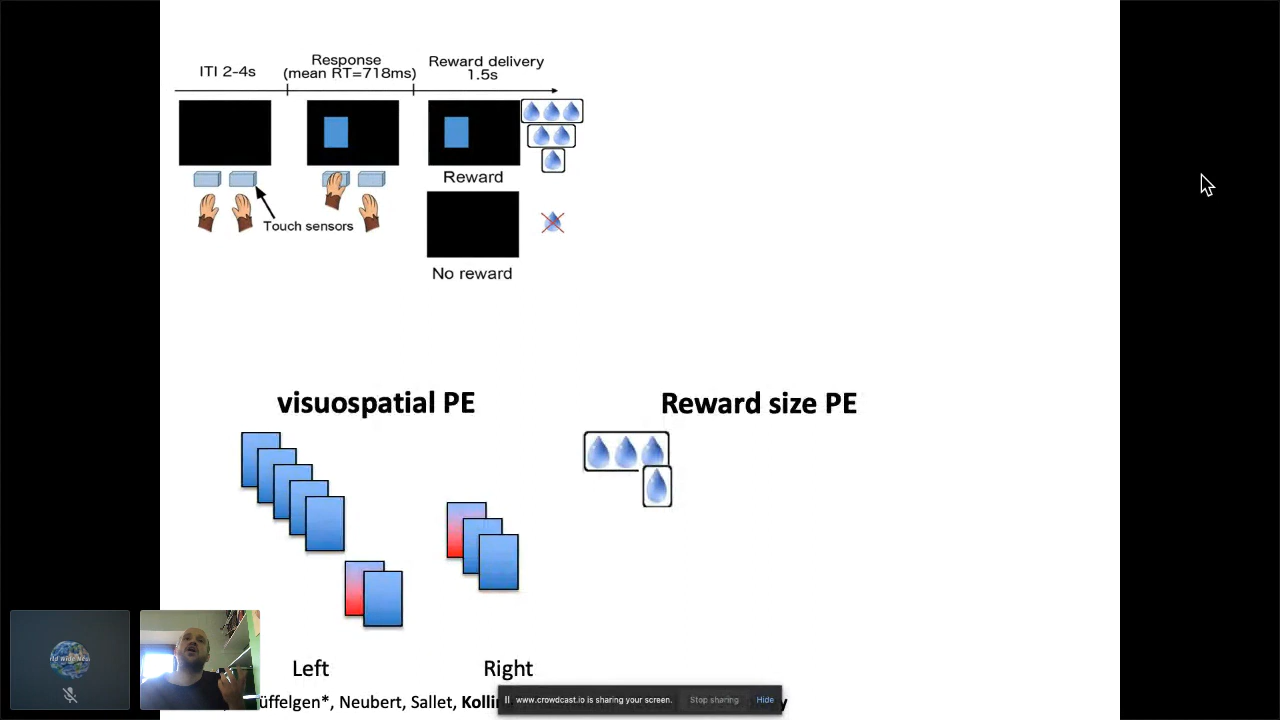 ITI 2-4s
Response
(mean RT=718ms)
Reward delivery
1.5s
Reward
Touch sensors
No reward
visuospatial PE
Reward size PE
Left
Right
Neubert, Sallet,
www.crowdcast.io is sharing your screen.
Stop sharing
Hide